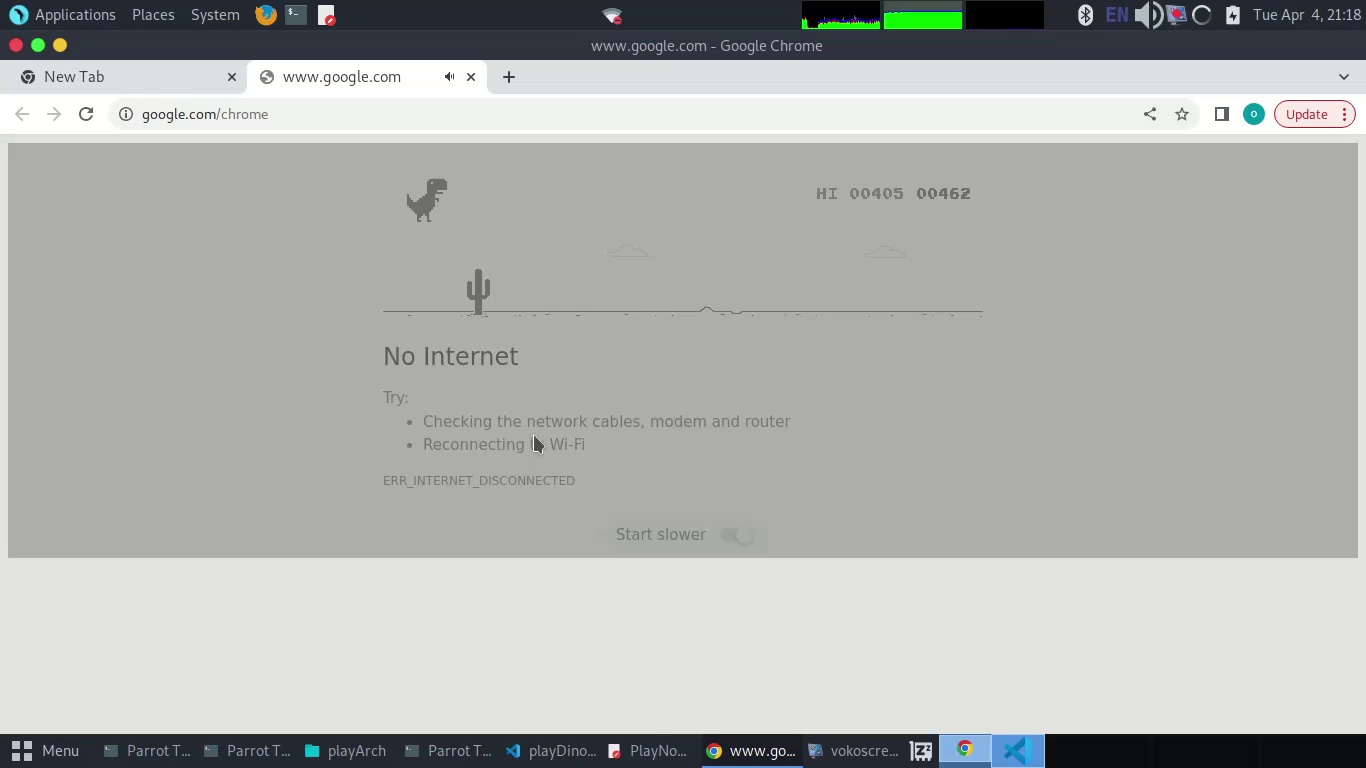 Applications Places System EN Tue Apr 4, 21:18
www.google.com - Google Chrome
New Tab www.google.com
google.com/chrome Update
HI 00405 00462
No Internet
Try:
• Checking the network cables, modem and router
• Reconnecting Wi-Fi
ERR_INTERNET_DISCONNECTED
Start slower
Menu Parrot T... Parrot T... playArch Parrot T... playDino... PlayNo... www.go... vokoscre...